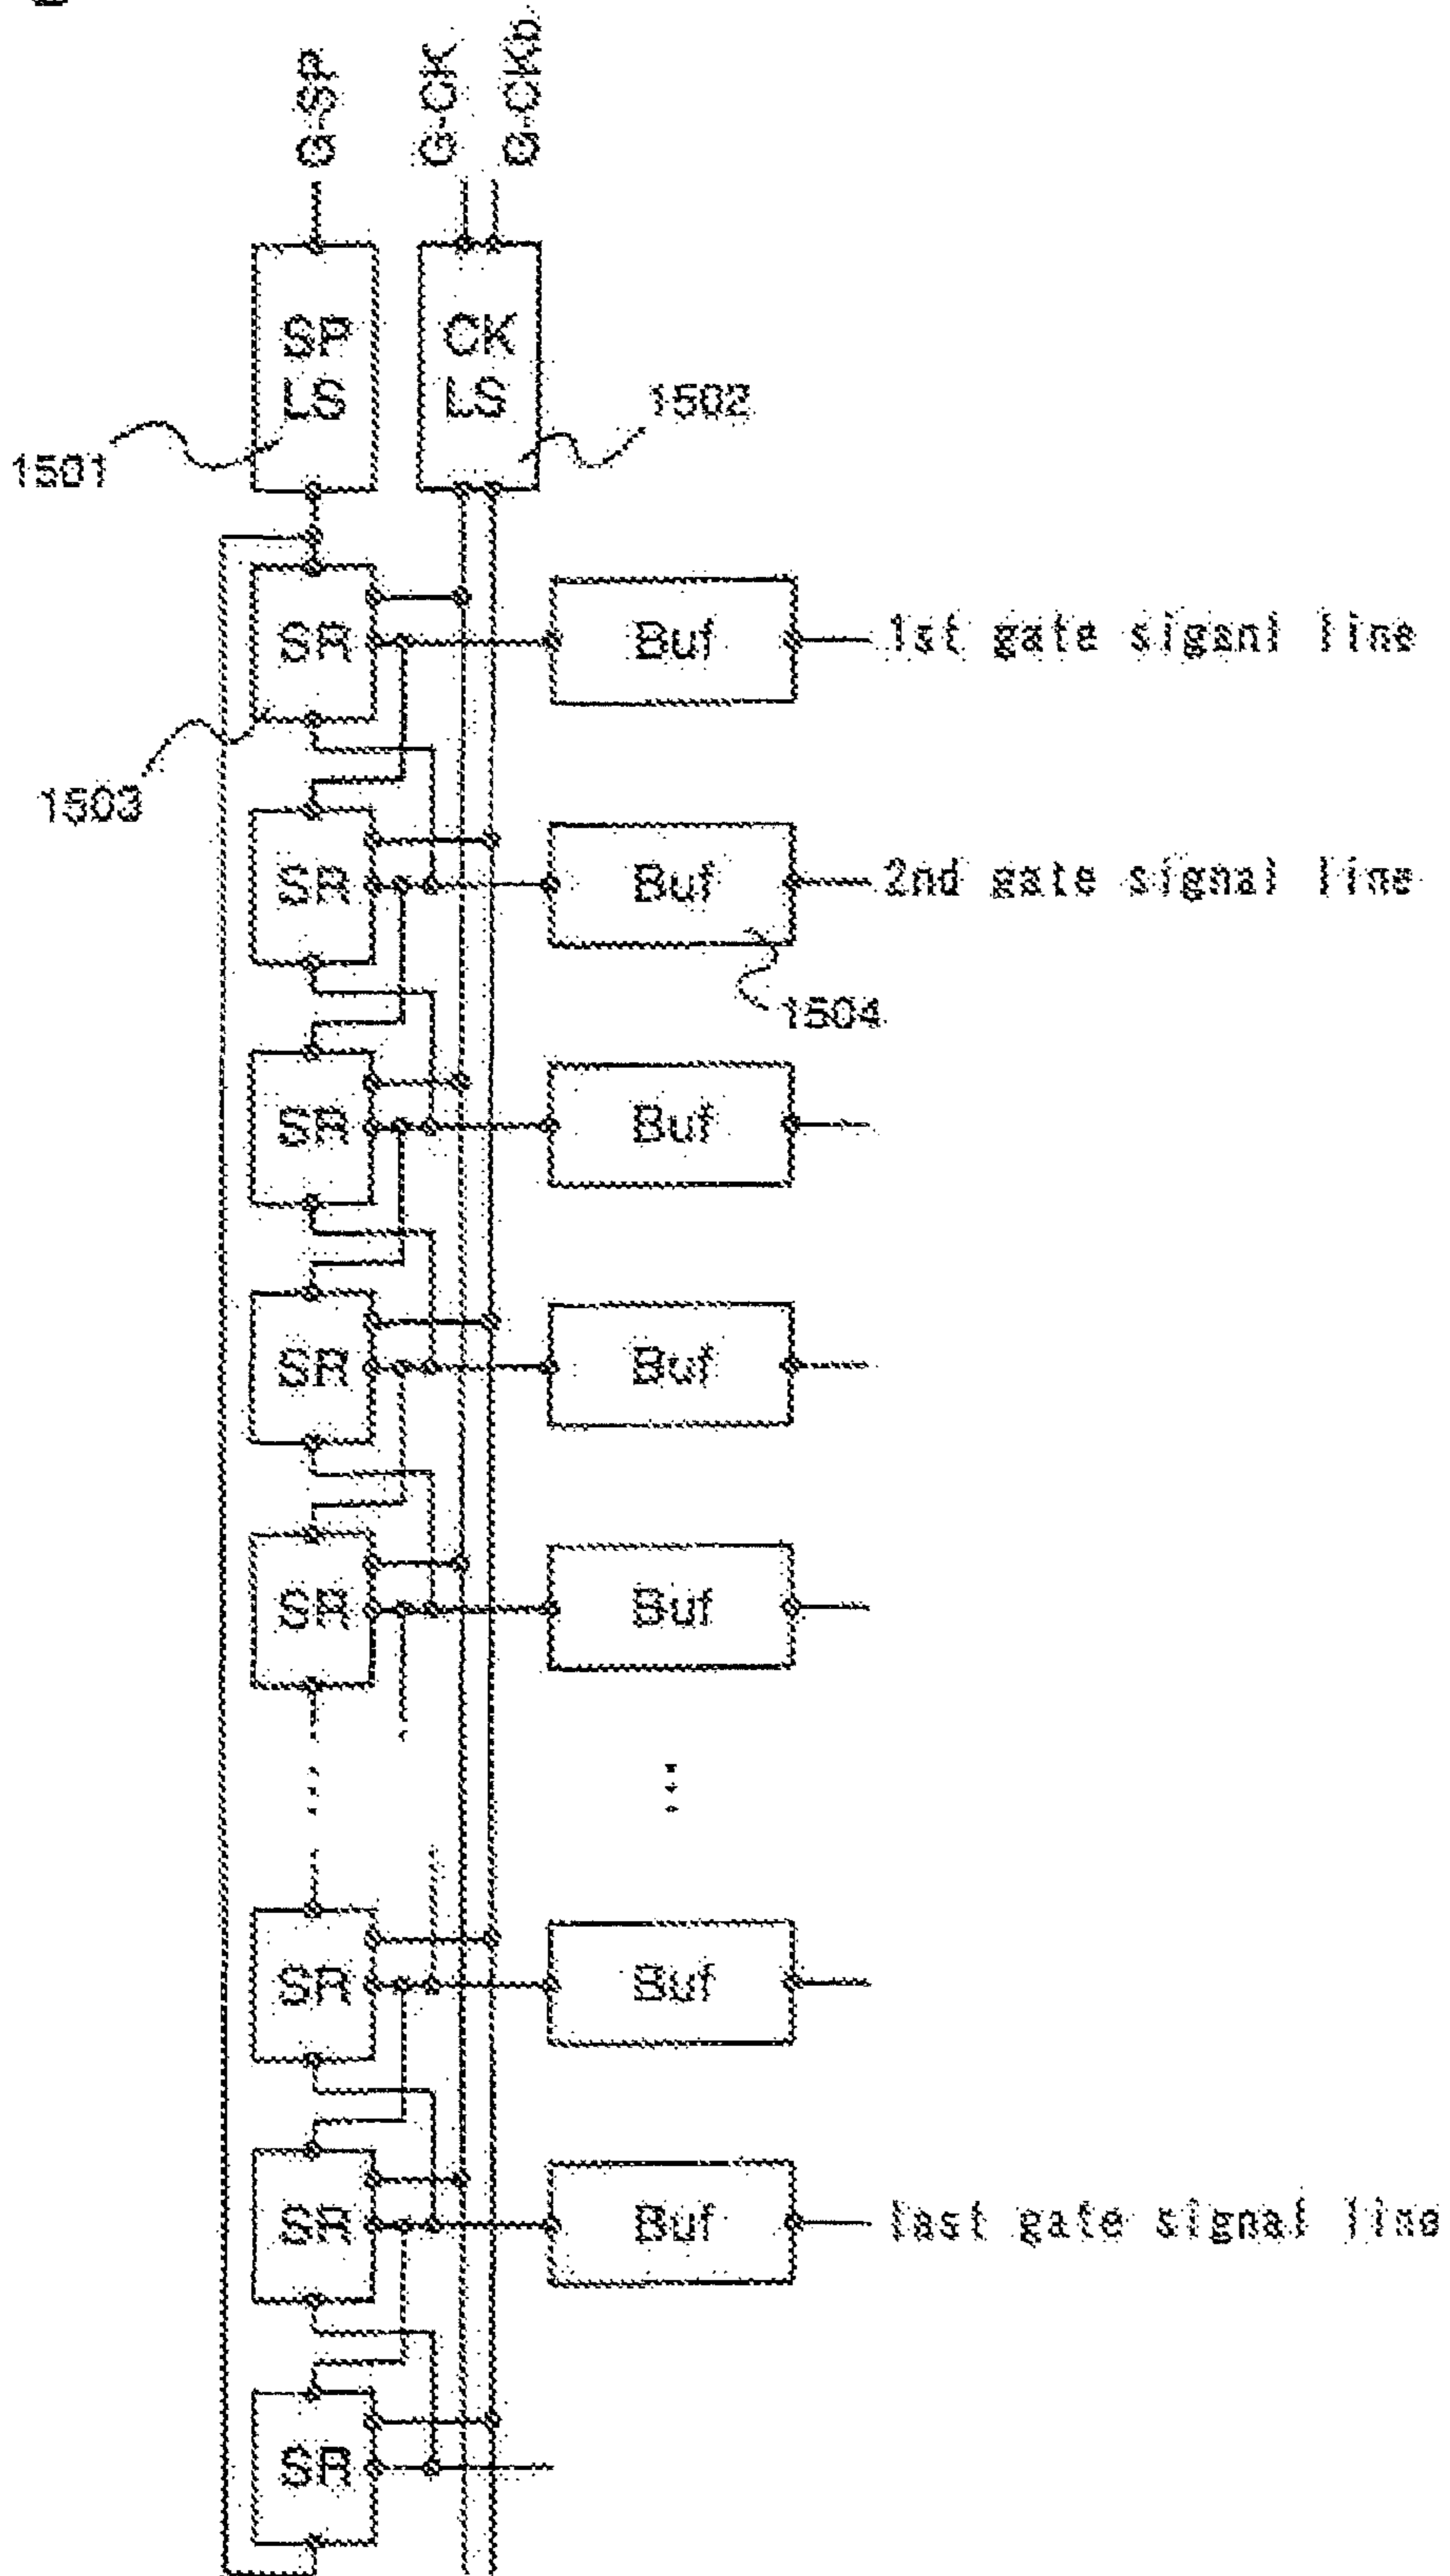 G-SP
G-CK
G-CKb
SP
LS
CK
LS
1501
1502
SR
Buf
1st gate siganl line
1503
SR
Buf
2nd gate signal line
1504
SR
Buf
SR
Buf
SR
Buf
SR
Buf
SR
Buf
last gate signal line
SR